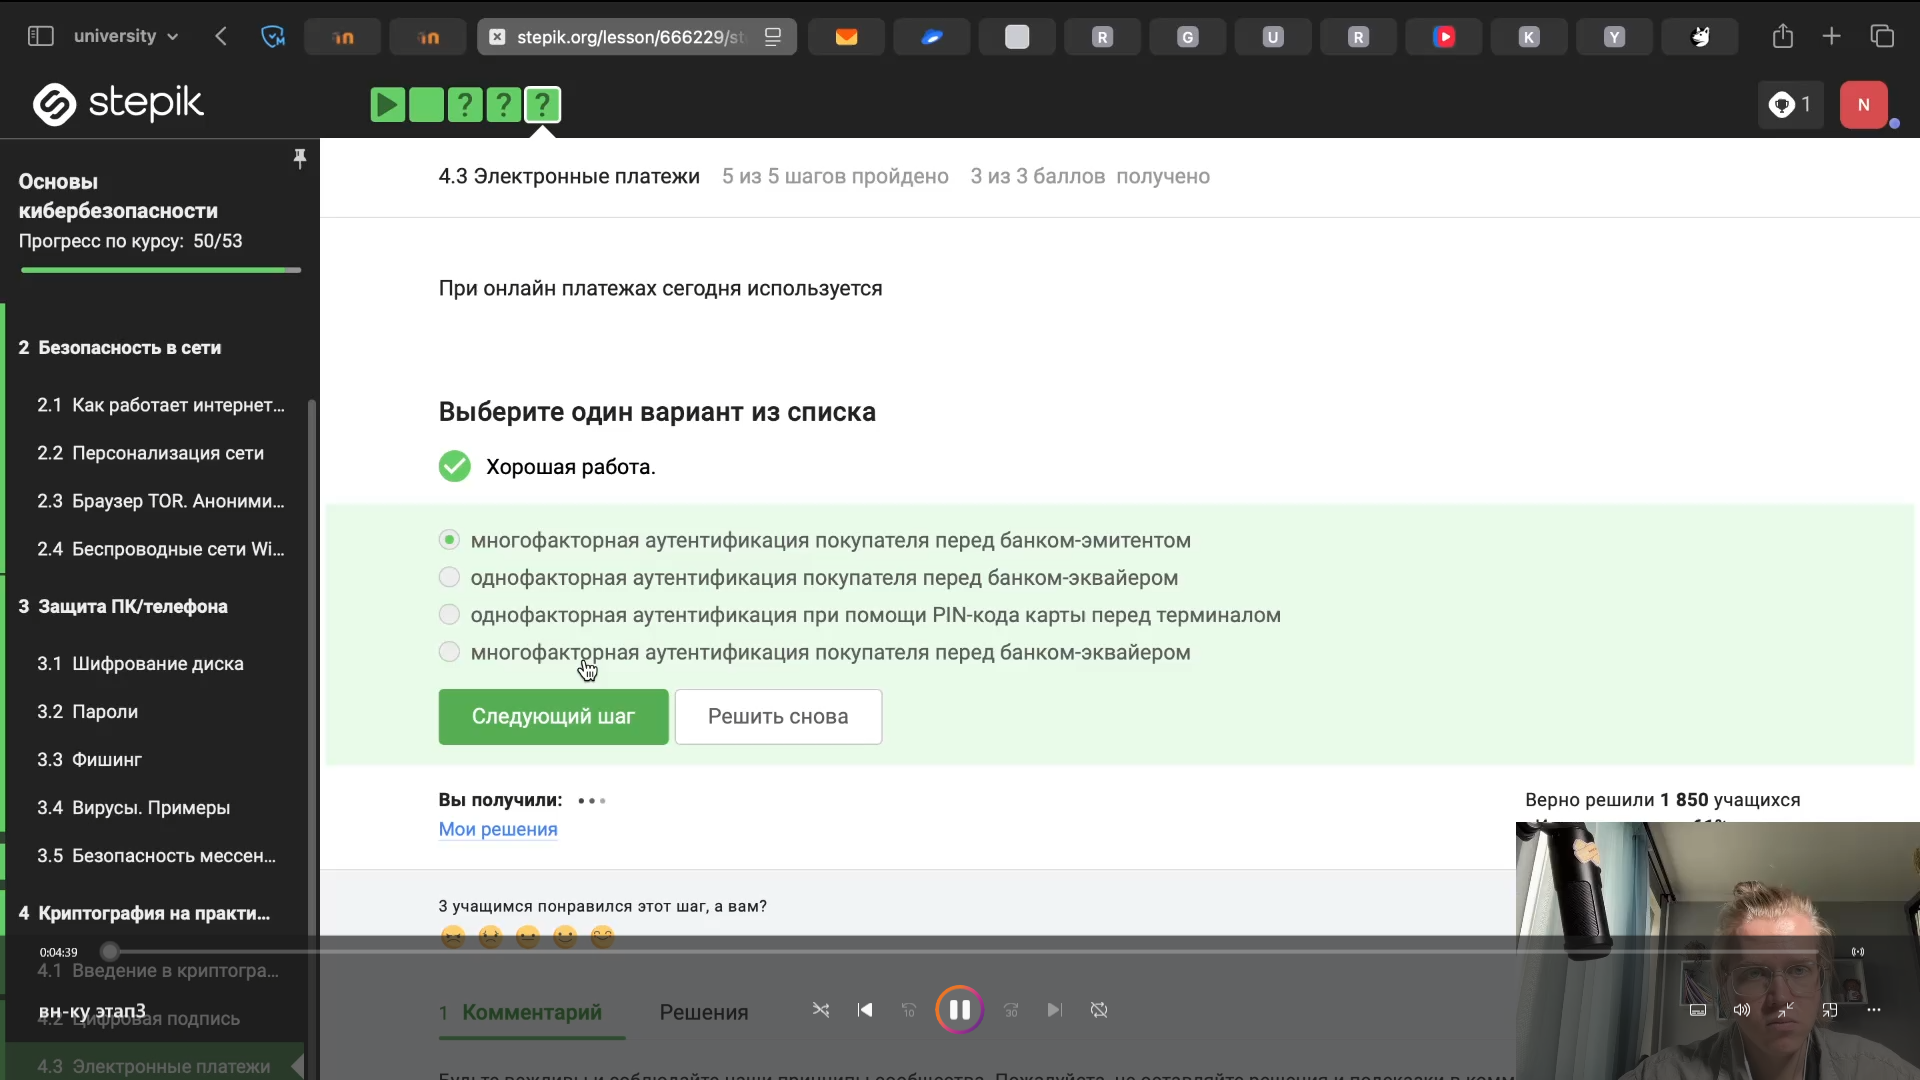 university
in
in
stepik.org/lesson/666229/st
R
G
U
R
K
Y
stepik
?
?
?
1
N
Основы
кибербезопасности
Прогресс по курсу: 50/53
4.3 Электронные платежи 5 из 5 шагов пройдено 3 из 3 баллов получено
2 Безопасность в сети
2.1 Как работает интернет...
2.2 Персонализация сети
2.3 Браузер TOR. Аноними...
2.4 Беспроводные сети Wi...
3 Защита ПК/телефона
3.1 Шифрование диска
3.2 Пароли
3.3 Фишинг
3.4 Вирусы. Примеры
3.5 Безопасность мессен...
4 Криптография на практи...
4.1 Введение в криптогра...
4.2 Цифровая подпись
4.3 Электронные платежи
При онлайн платежах сегодня используется
Выберите один вариант из списка
Хорошая работа.
многофакторная аутентификация покупателя перед банком-эмитентом
однофакторная аутентификация покупателя перед банком-эквайером
однофакторная аутентификация при помощи PIN-кода карты перед терминалом
многофакторная аутентификация покупателя перед банком-эквайером
Следующий шаг
Решить снова
Вы получили:
Мои решения
Верно решили 1 850 учащихся
3 учащимся понравился этот шаг, а вам?
0:04:39
вн-ку этап3
10
30
1 Комментарий
Решения